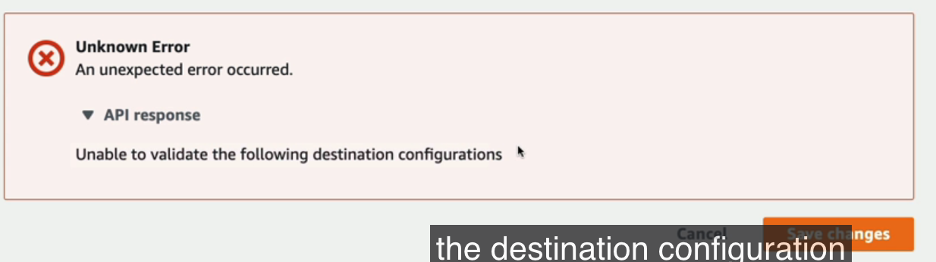 Unknown Error
An unexpected error occurred.
▼ API response
Unable to validate the following destination configurations
Cancel Save changes
the destination configuration